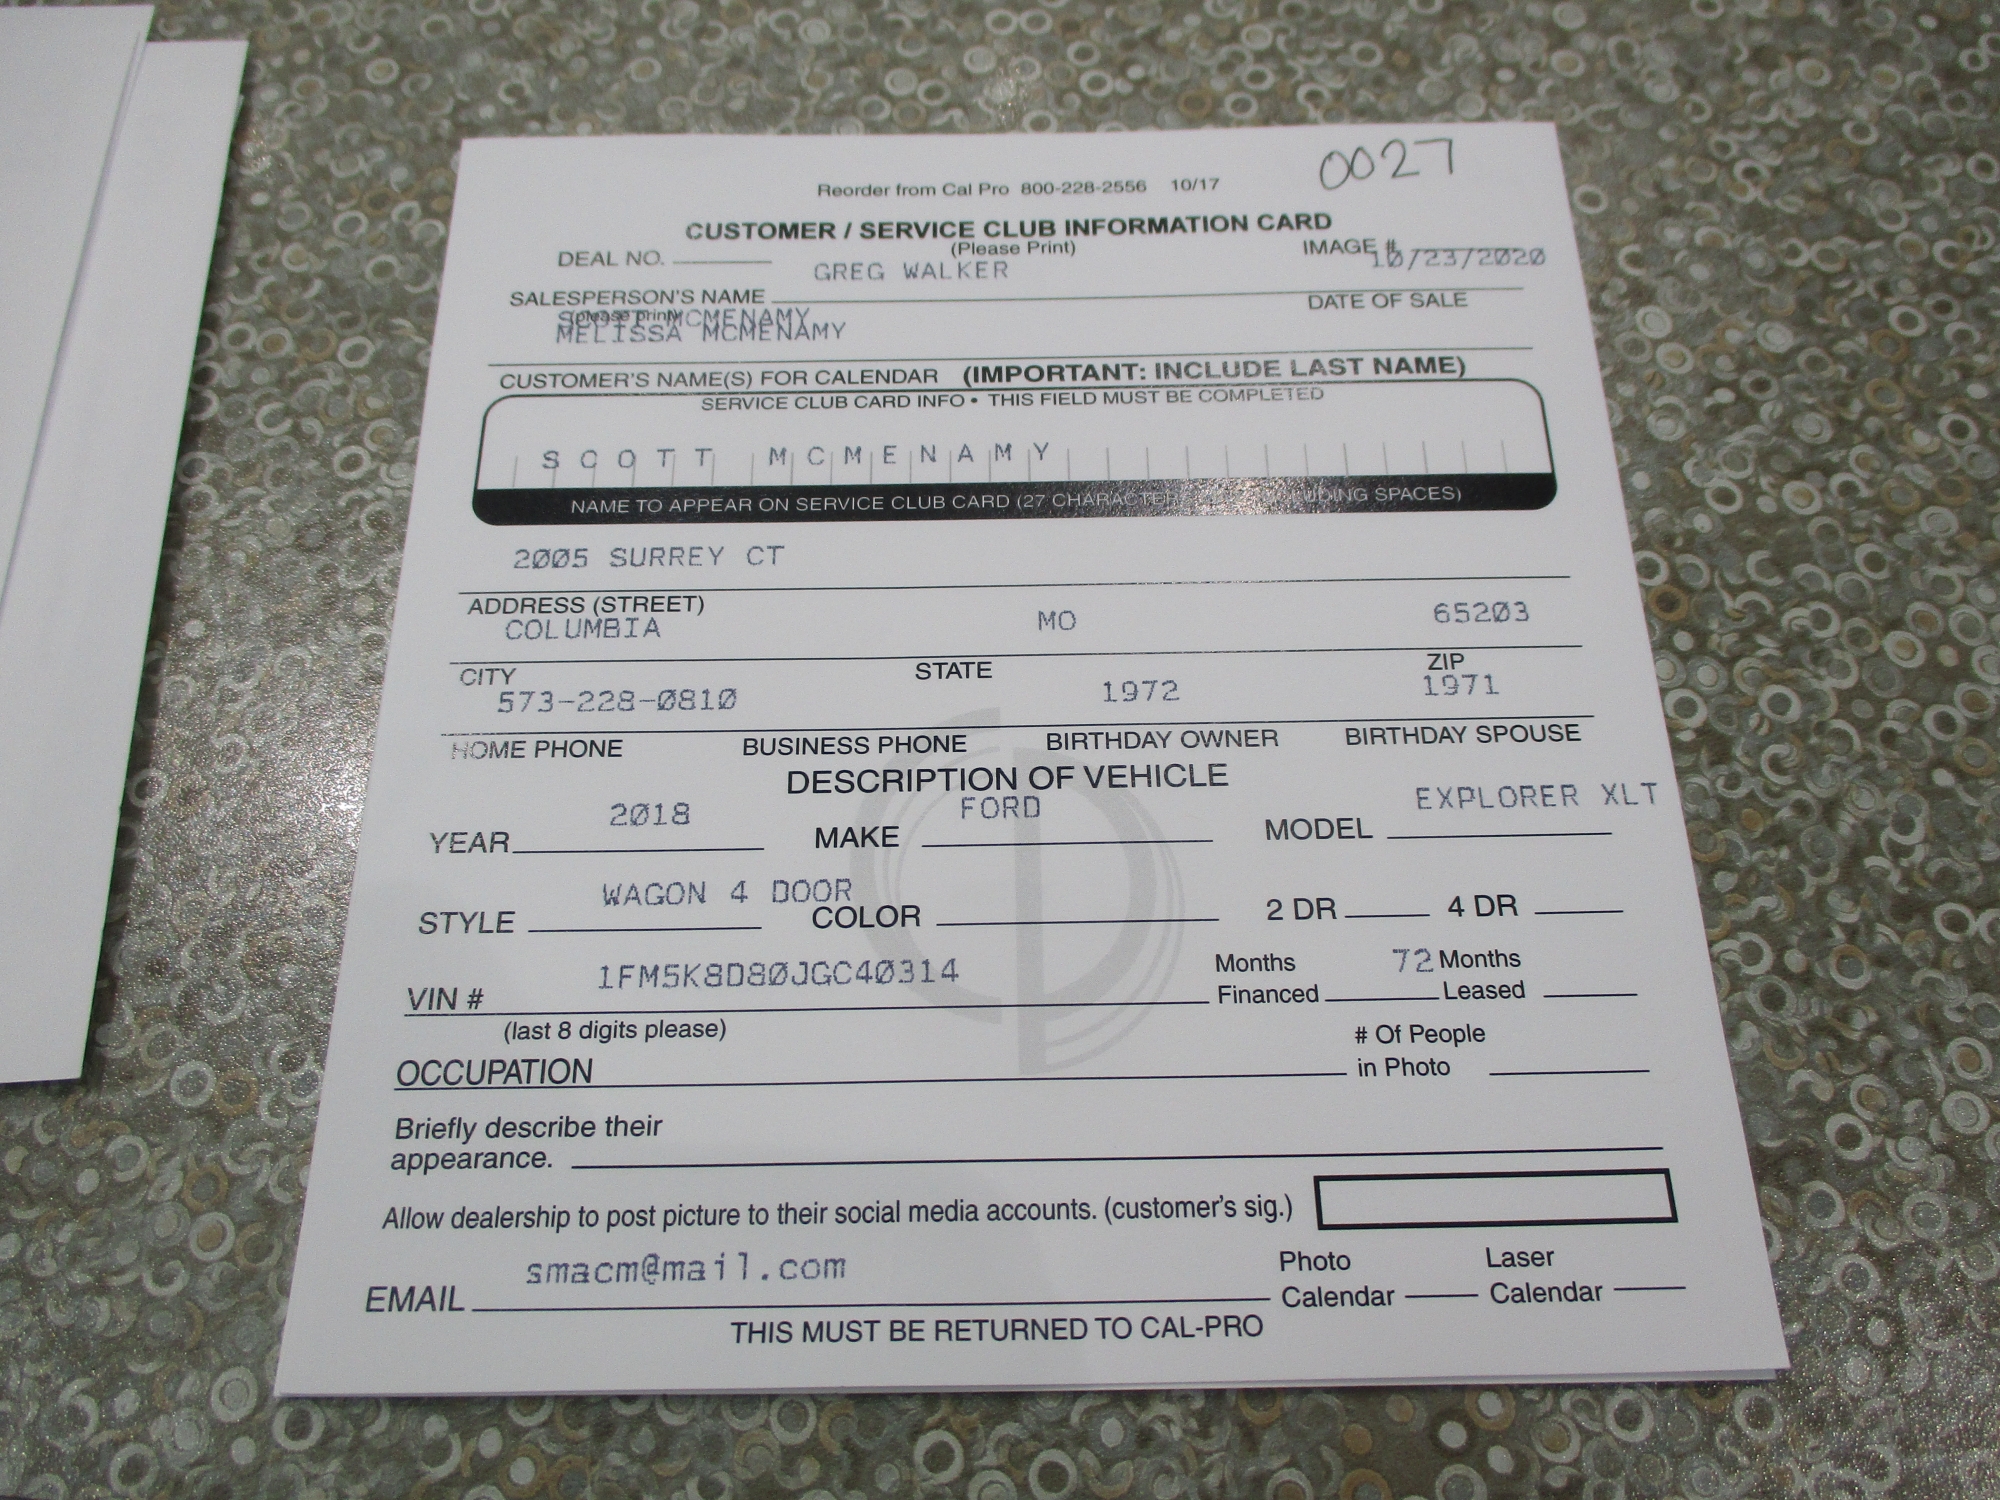 0027
Reorder from Cal Pro 800-228-2556 10/17
CUSTOMER / SERVICE CLUB INFORMATION CARD
(Please Print)
DEAL NO. IMAGE # 10/23/2020
GREG WALKER
SALESPERSON'S NAME DATE OF SALE
(please print)
SCOTT MCMENAMY
MELISSA MCMENAMY
CUSTOMER'S NAME(S) FOR CALENDAR (IMPORTANT: INCLUDE LAST NAME)
SERVICE CLUB CARD INFO • THIS FIELD MUST BE COMPLETED
SCOTT MCMENAMY
NAME TO APPEAR ON SERVICE CLUB CARD (27 CHARACTER SPACES)
2005 SURREY CT
ADDRESS (STREET)
COLUMBIA MO 65203
CITY STATE ZIP
573-228-0810 1972 1971
HOME PHONE BUSINESS PHONE BIRTHDAY OWNER BIRTHDAY SPOUSE
DESCRIPTION OF VEHICLE
YEAR 2018 MAKE FORD MODEL EXPLORER XLT
STYLE WAGON 4 DOOR COLOR 2 DR 4 DR
VIN # 1FM5K8D80JGC40314 Months Financed 72 Months Leased
(last 8 digits please)
OCCUPATION # Of People in Photo
Briefly describe their
appearance.
Allow dealership to post picture to their social media accounts. (customer's sig.)
EMAIL smacm@mail.com Photo Calendar Laser Calendar
THIS MUST BE RETURNED TO CAL-PRO